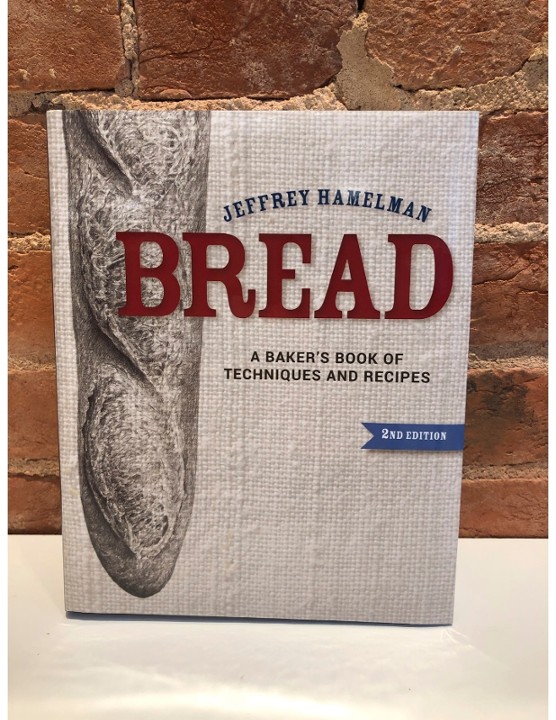 JEFFREY HAMELMAN
BREAD
A BAKER'S BOOK OF
TECHNIQUES AND RECIPES
2ND EDITION